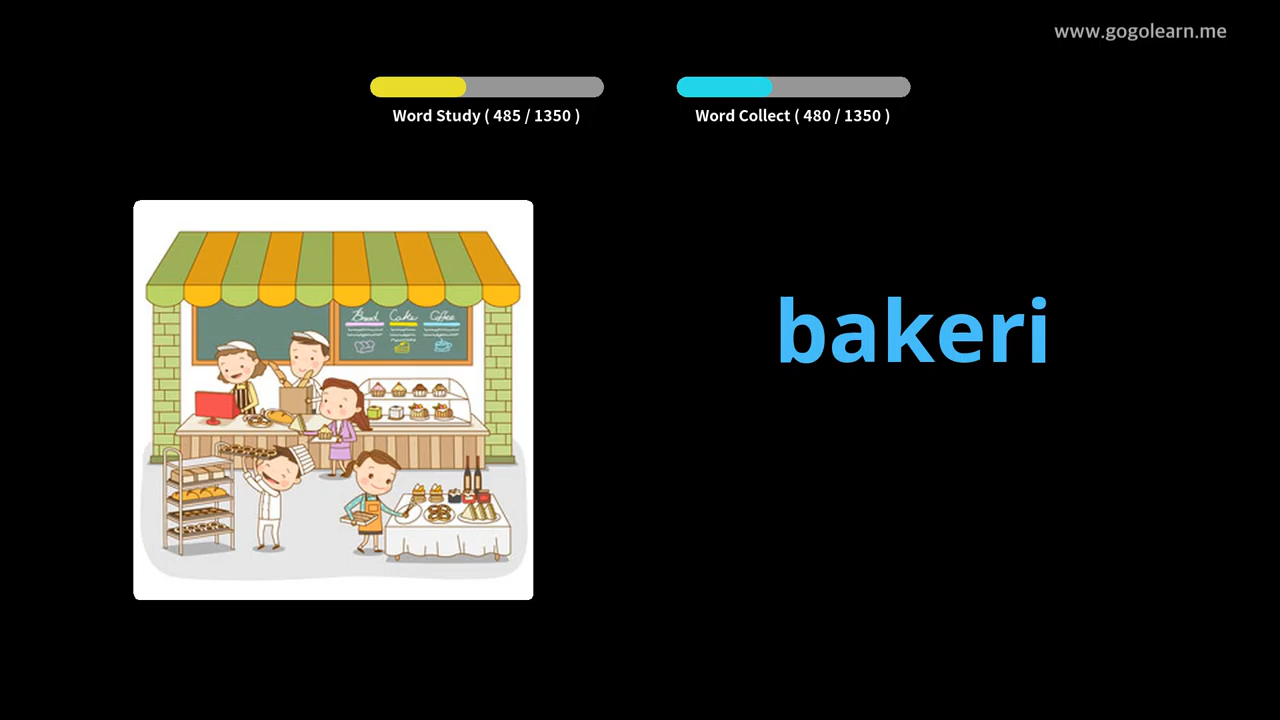 www.gogolearn.me
Word Study ( 485 / 1350 )
Word Collect ( 480 / 1350 )
Bread Cake Coffee
bakeri